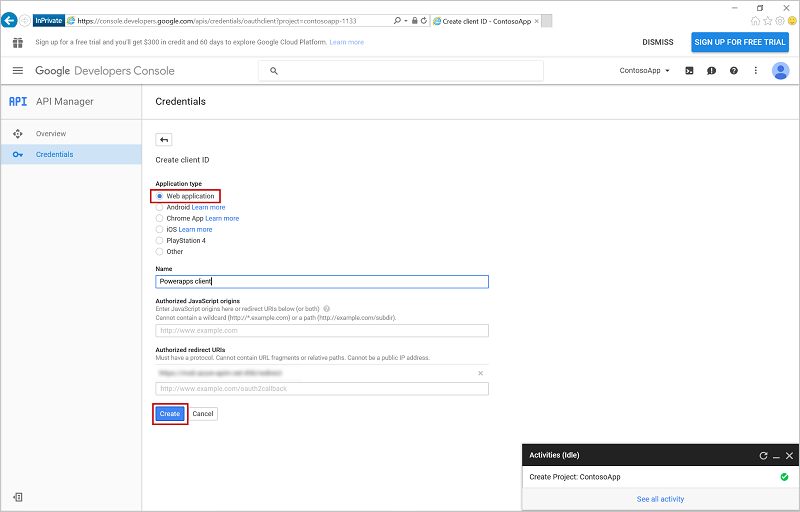 InPrivate
https://console.developers.google.com/apis/credentials/oauthclient?project=contosoapp-1133
Create client ID - ContosoApp
Sign up for a free trial and you'll get $300 in credit and 60 days to explore Google Cloud Platform. Learn more
DISMISS
SIGN UP FOR FREE TRIAL
Google Developers Console
ContosoApp
API
API Manager
Credentials
Overview
Credentials
Create client ID
Application type
Web application
Android Learn more
Chrome App Learn more
iOS Learn more
PlayStation 4
Other
Name
Powerapps client
Authorized JavaScript origins
Enter JavaScript origins here or redirect URIs below (or both)
Cannot contain a wildcard (http://*.example.com) or a path (http://example.com/subdir).
http://www.example.com
Authorized redirect URIs
Must have a protocol. Cannot contain URL fragments or relative paths. Cannot be a public IP address.
http://www.example.com/oauth2callback
Create
Cancel
Activities (Idle)
Create Project: ContosoApp
See all activity